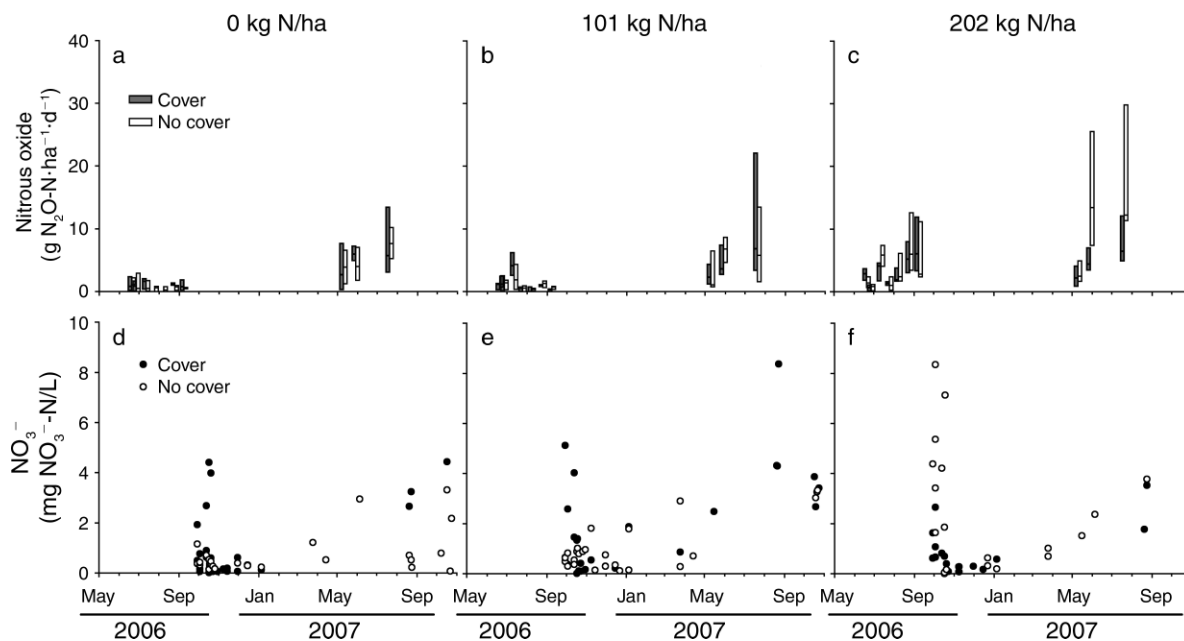 0 kg N/ha
101 kg N/ha
202 kg N/ha
Nitrous oxide
(g N₂O-N·ha⁻¹·d⁻¹)
40
30
20
10
0
a
Cover
No cover
b
c
NO₃⁻
(mg NO₃⁻-N/L)
10
8
6
4
2
0
d
Cover
No cover
e
f
May Sep Jan May Sep
May Sep Jan May Sep
May Sep Jan May Sep
2006 2007
2006 2007
2006 2007